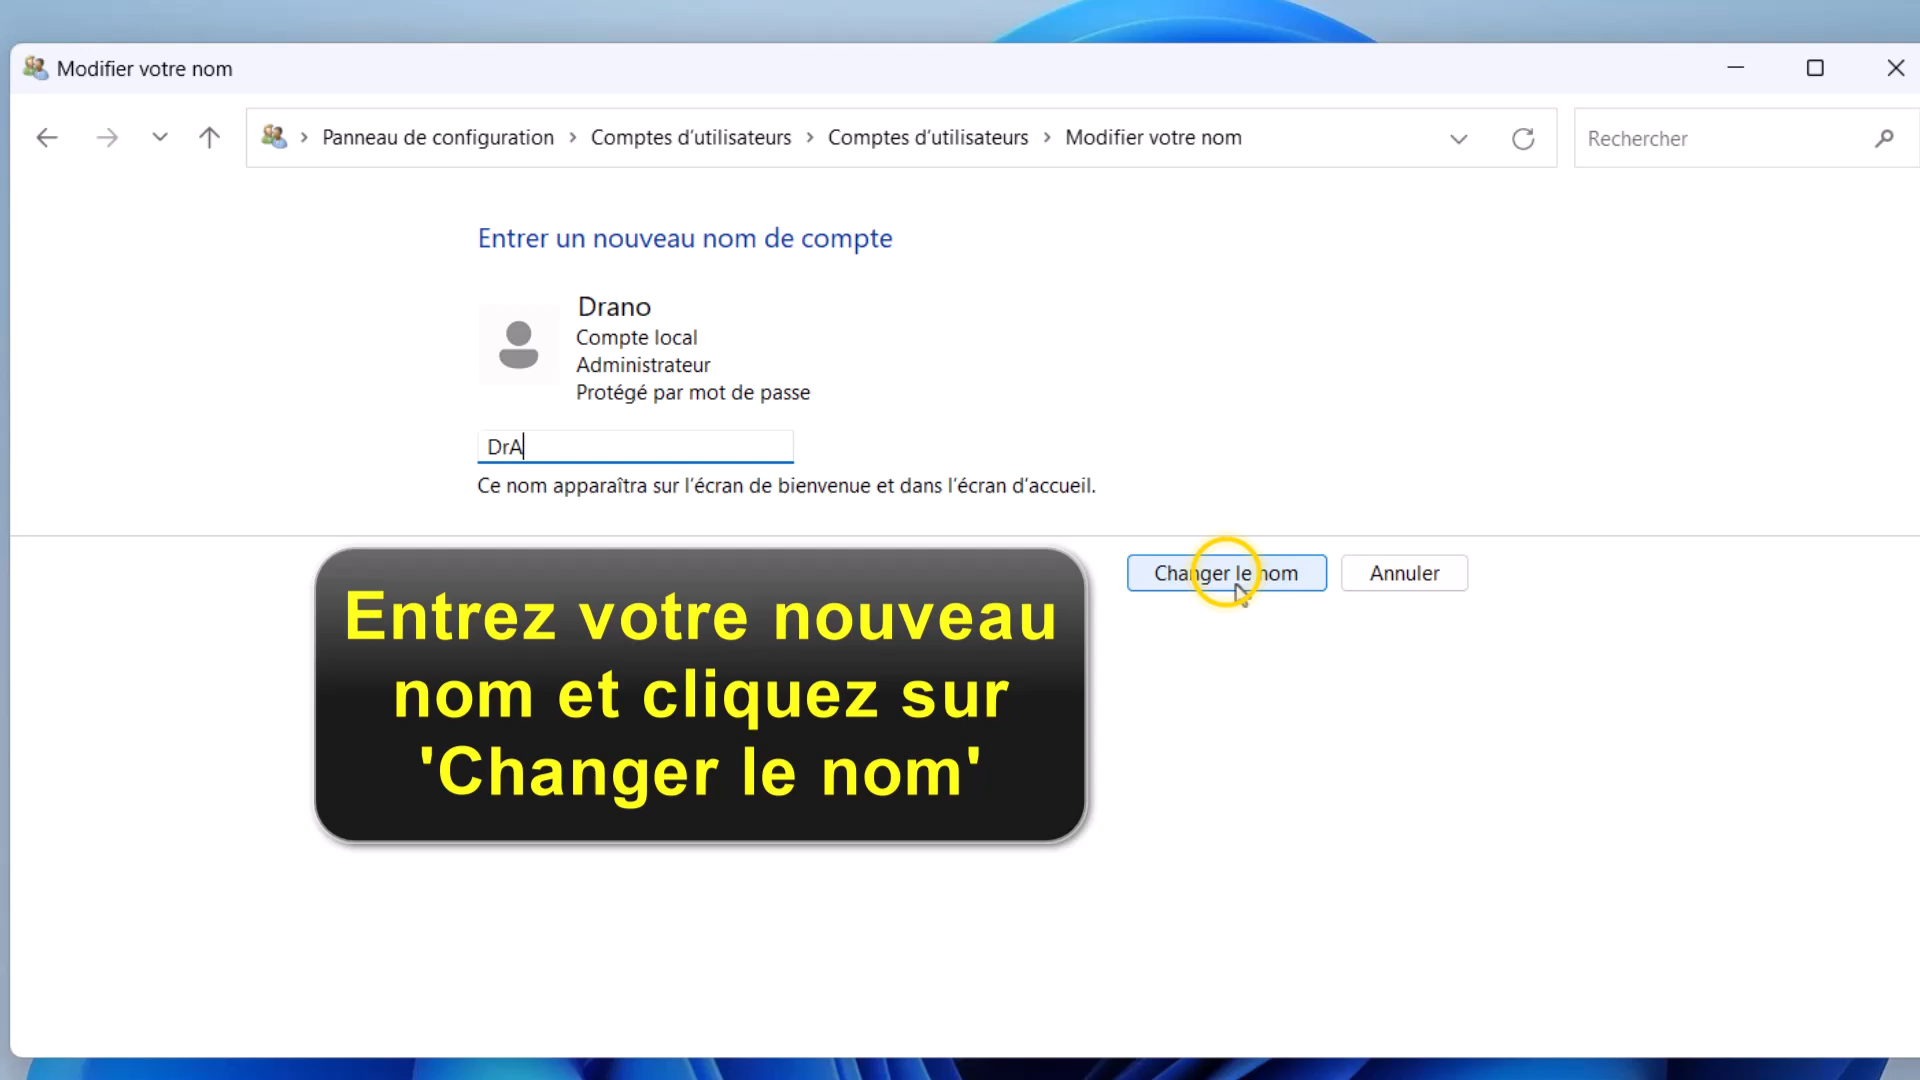 Modifier votre nom
Panneau de configuration > Comptes d’utilisateurs > Comptes d’utilisateurs > Modifier votre nom
Rechercher
Entrer un nouveau nom de compte
Drano
Compte local
Administrateur
Protégé par mot de passe
DrA
Ce nom apparaîtra sur l’écran de bienvenue et dans l’écran d’accueil.
Changer le nom
Annuler
Entrez votre nouveau
nom et cliquez sur
'Changer le nom'